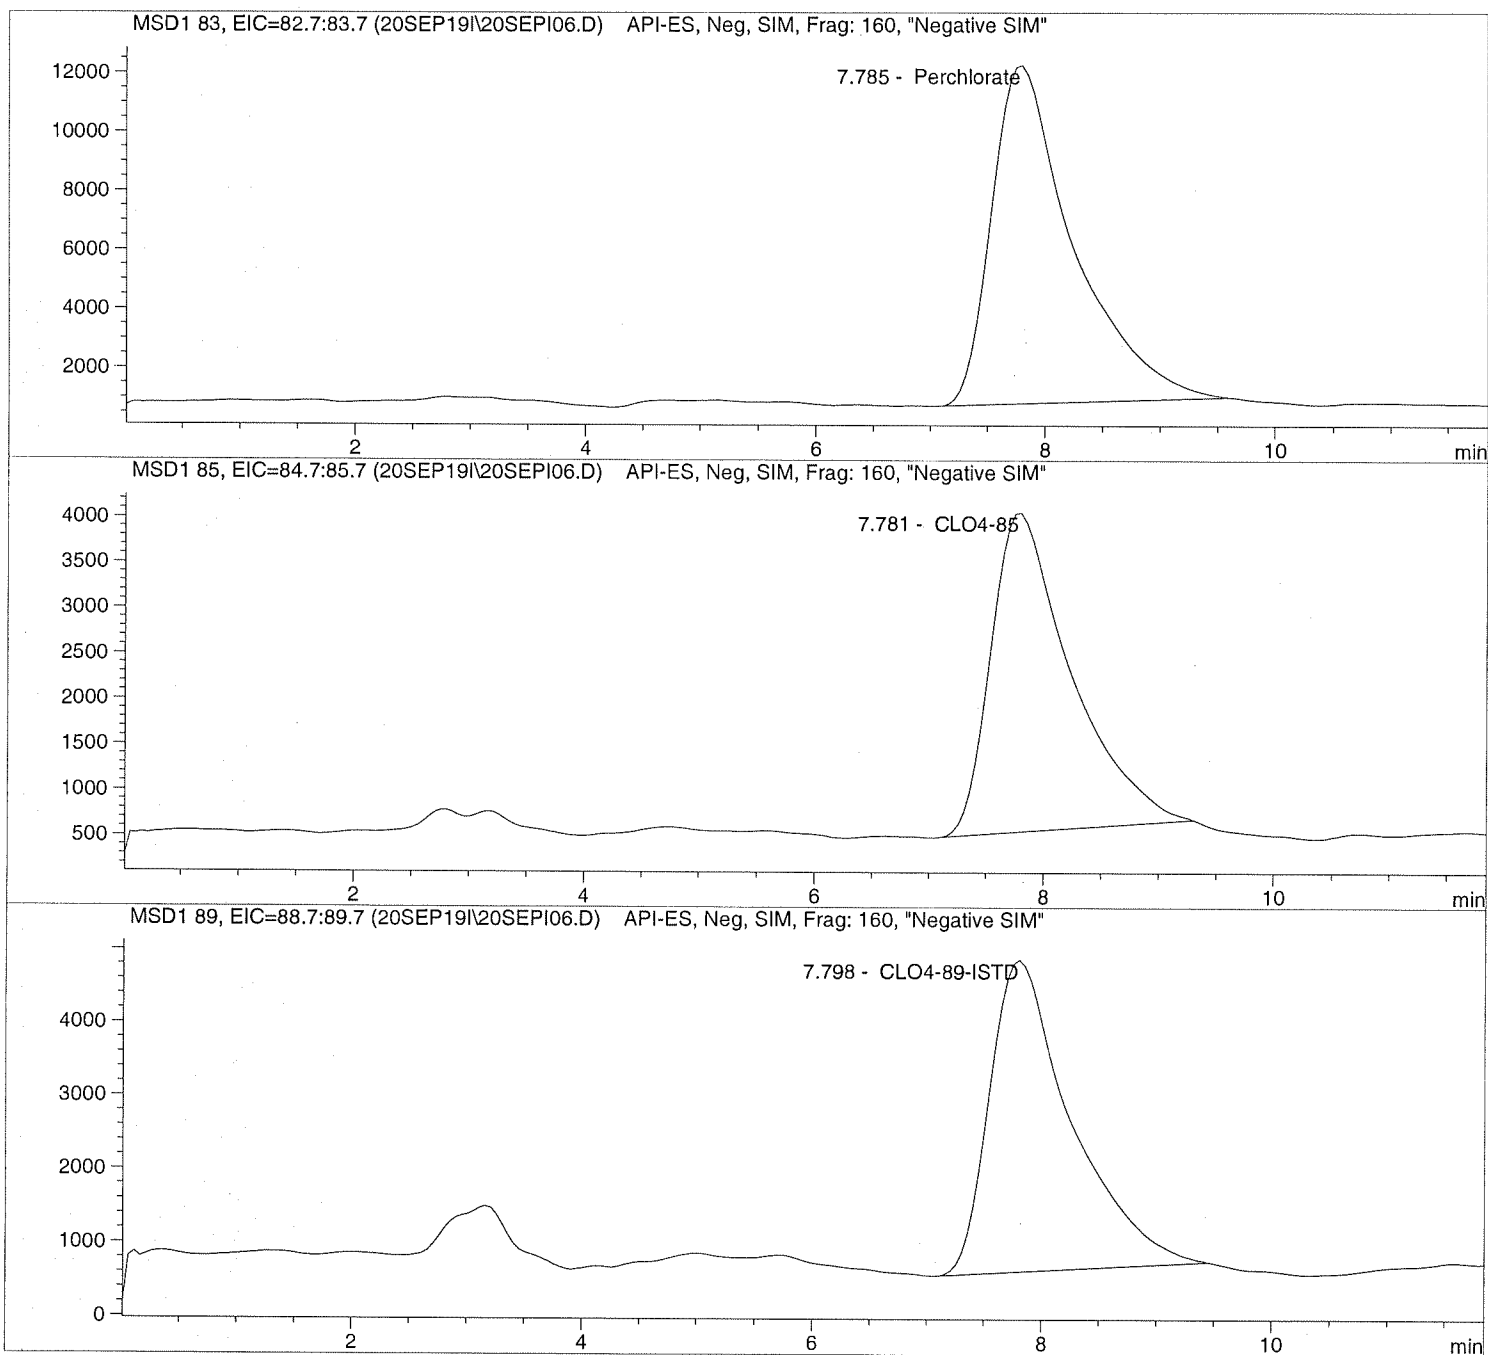 MSD1 83, EIC=82.7:83.7 (20SEP19I\20SEPI06.D) API-ES, Neg, SIM, Frag: 160, "Negative SIM"
7.785 - Perchlorate
12000
10000
8000
6000
4000
2000
2 4 6 8 10 min
MSD1 85, EIC=84.7:85.7 (20SEP19I\20SEPI06.D) API-ES, Neg, SIM, Frag: 160, "Negative SIM"
7.781 - CLO4-85
4000
3500
3000
2500
2000
1500
1000
500
2 4 6 8 10 min
MSD1 89, EIC=88.7:89.7 (20SEP19I\20SEPI06.D) API-ES, Neg, SIM, Frag: 160, "Negative SIM"
7.798 - CLO4-89-ISTD
4000
3000
2000
1000
0
2 4 6 8 10 min